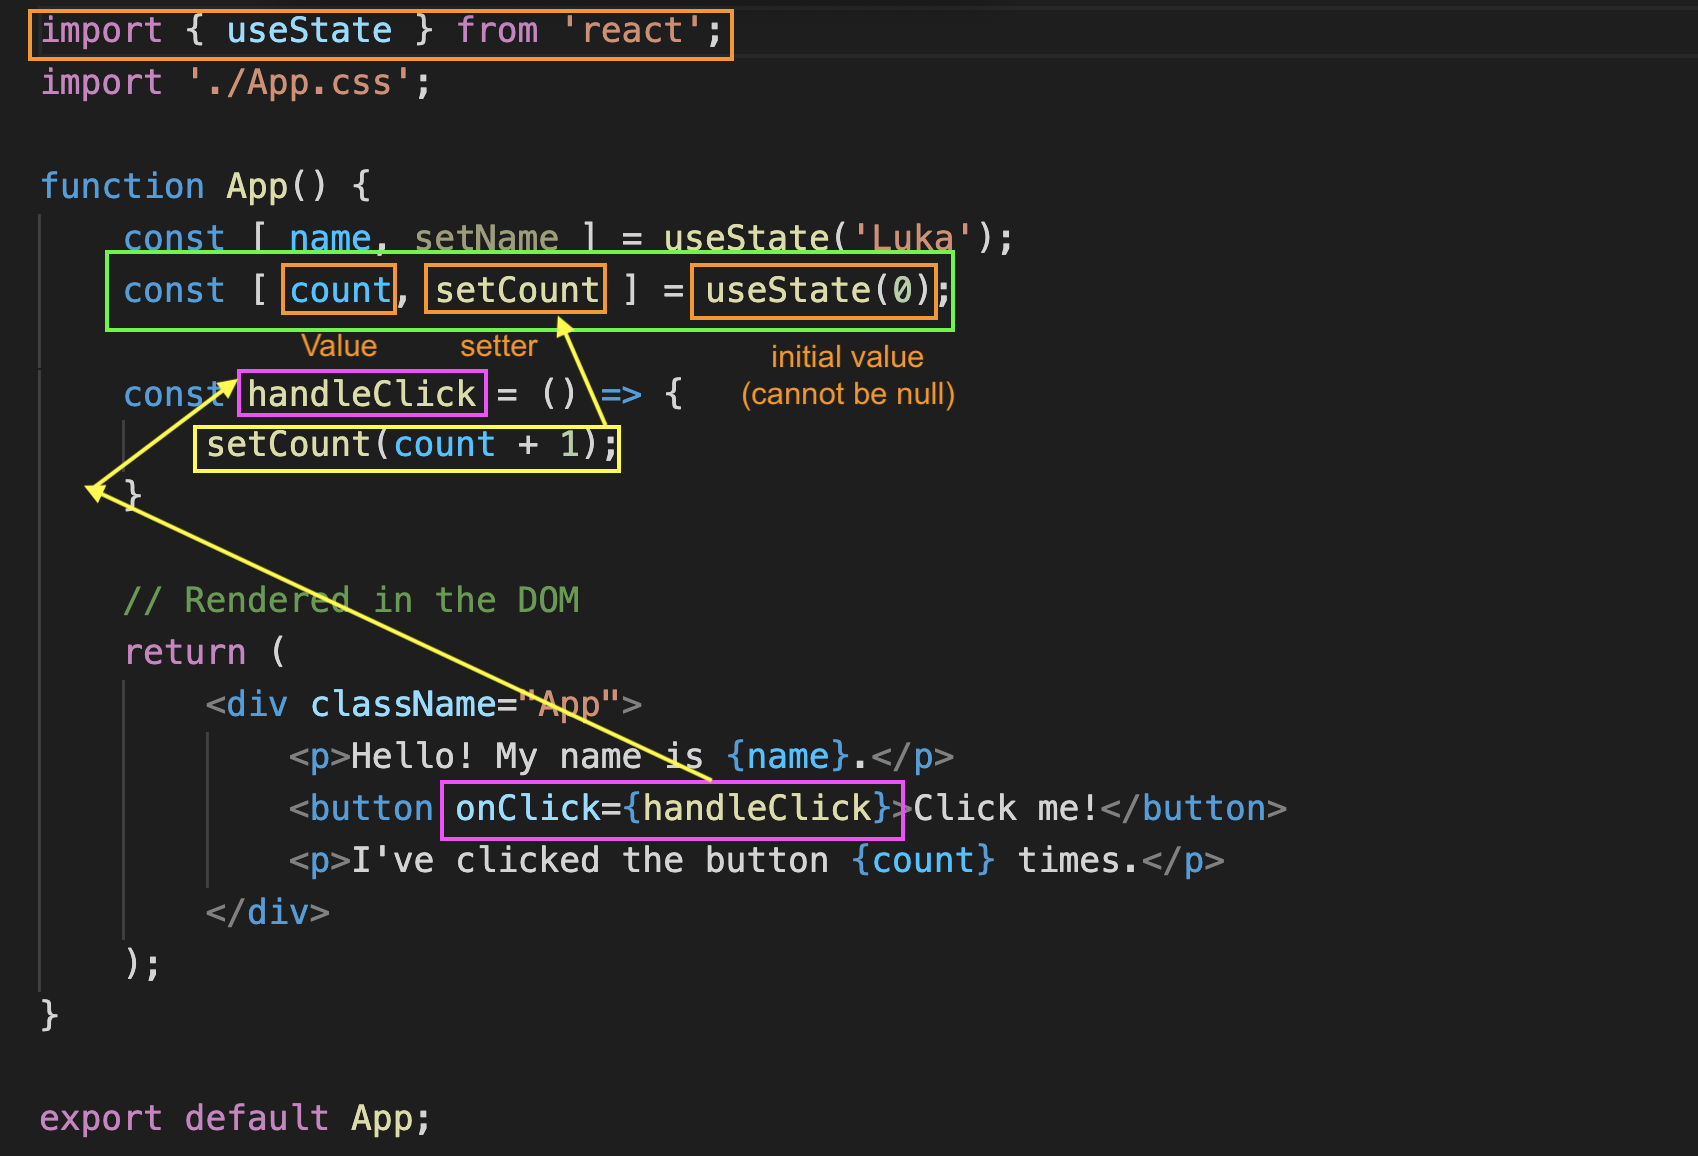 import { useState } from 'react';
import './App.css';
function App() {
const [ name, setName ] = useState('Luka');
const [ count, setCount ] = useState(0);
Value setter initial value
(cannot be null)
const handleClick = () => {
setCount(count + 1);
}
// Rendered in the DOM
return (
<div className="App">
<p>Hello! My name is {name}.</p>
<button onClick={handleClick}>Click me!</button>
<p>I've clicked the button {count} times.</p>
</div>
);
}
export default App;